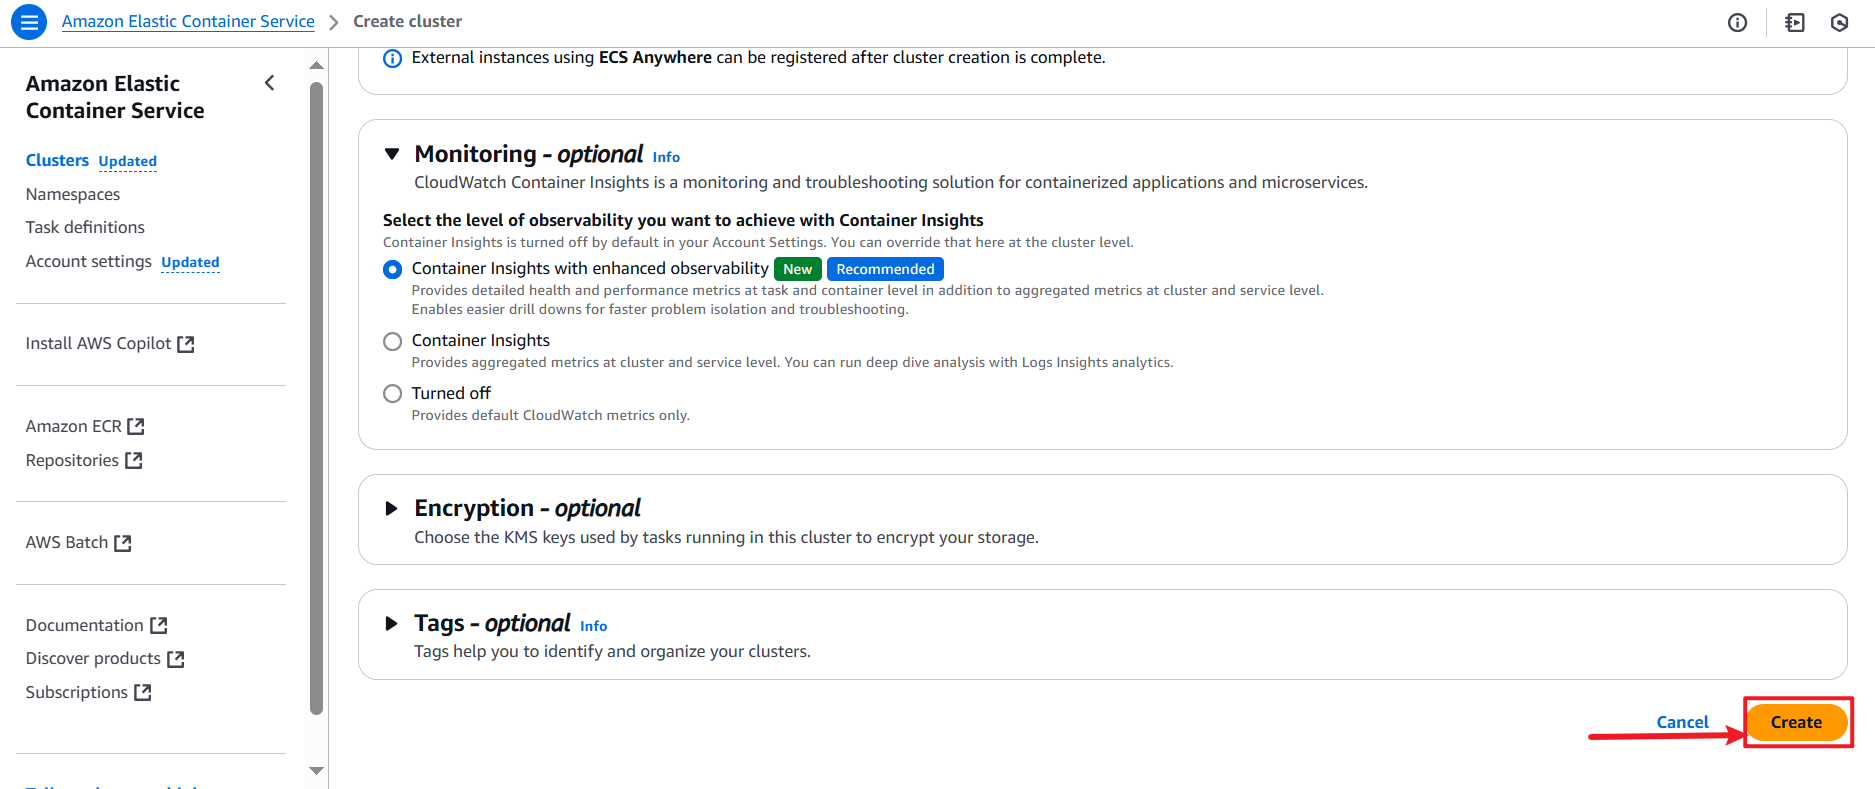 Amazon Elastic Container Service
Create cluster
Amazon Elastic
Container Service
Clusters Updated
Namespaces
Task definitions
Account settings Updated
Install AWS Copilot
Amazon ECR
Repositories
AWS Batch
Documentation
Discover products
Subscriptions
External instances using ECS Anywhere can be registered after cluster creation is complete.
Monitoring - optional Info
CloudWatch Container Insights is a monitoring and troubleshooting solution for containerized applications and microservices.
Select the level of observability you want to achieve with Container Insights
Container Insights is turned off by default in your Account Settings. You can override that here at the cluster level.
Container Insights with enhanced observability New Recommended
Provides detailed health and performance metrics at task and container level in addition to aggregated metrics at cluster and service level.
Enables easier drill downs for faster problem isolation and troubleshooting.
Container Insights
Provides aggregated metrics at cluster and service level. You can run deep dive analysis with Logs Insights analytics.
Turned off
Provides default CloudWatch metrics only.
Encryption - optional
Choose the KMS keys used by tasks running in this cluster to encrypt your storage.
Tags - optional Info
Tags help you to identify and organize your clusters.
Cancel
Create